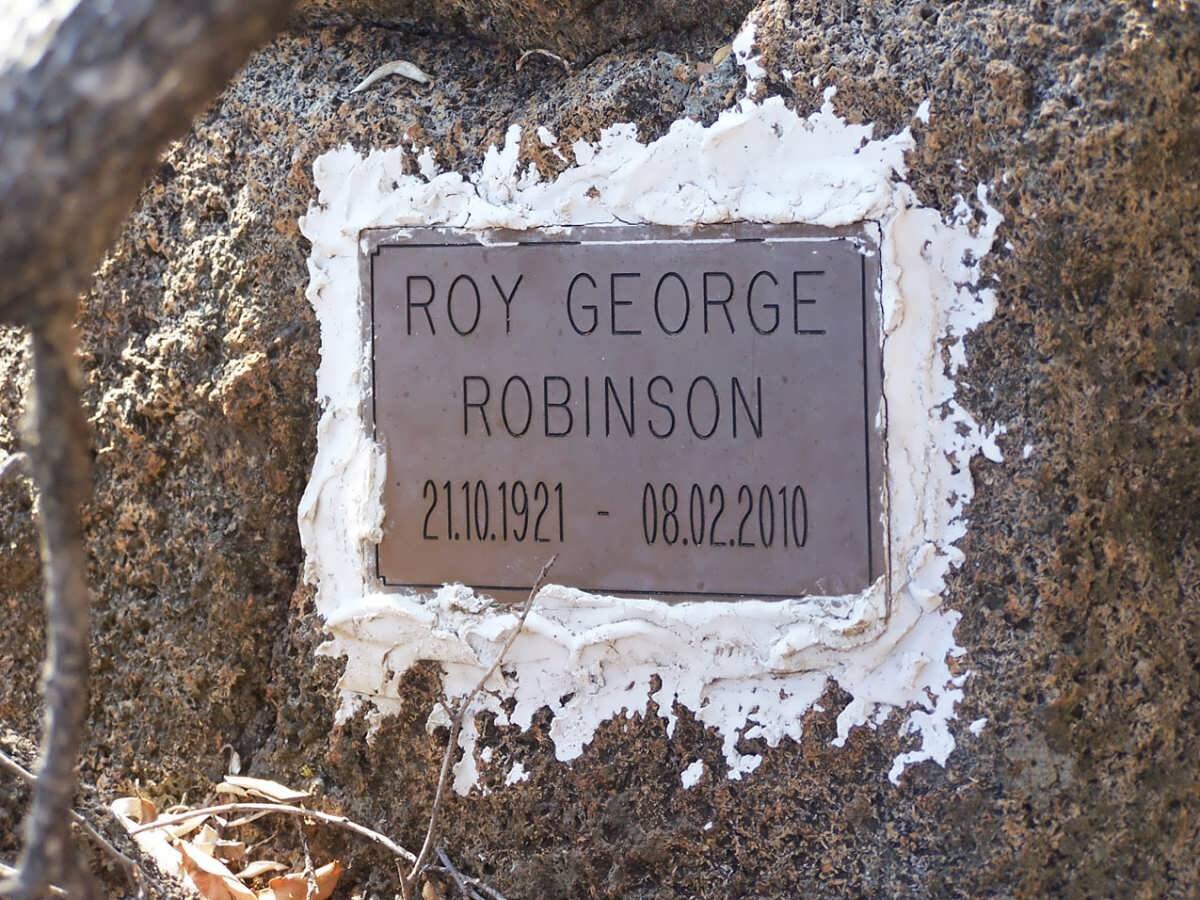 ROY GEORGE
ROBINSON
21.10.1921 - 08.02.2010